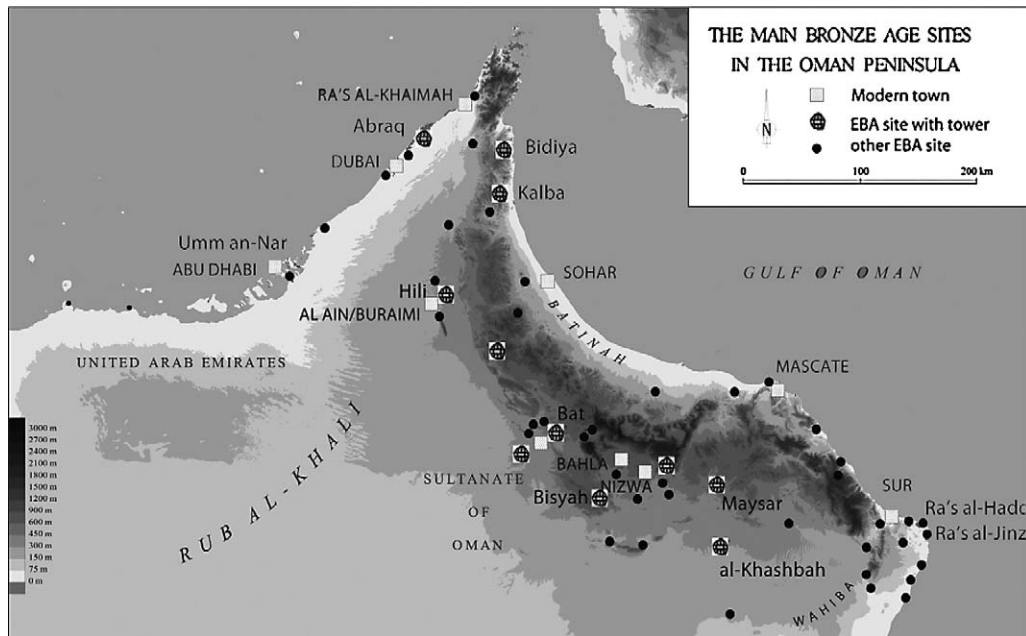 THE MAIN BRONZE AGE SITES
IN THE OMAN PENINSULA
Modern town
N
EBA site with tower
other EBA site
0
200 km
RA'S AL-KHAIMAH
Abraq
DUBAI
Bidiya
Kalba
Umm an-Nar
ABU DHABI
SOHAR
GULF OF OMAN
Hili
AL AIN/BURAIMI
BATINAH
UNITED ARAB EMIRATES
MASCATE
RUB AL-KHALI
Bat
SULTANATE
OF
OMAN
BAHLA
NIZWA
Bisyah
Maysar
SUR
Ra's al-Hadd
Ra's al-Jinz
al-Khashbah
WAHIBA
3000 m
2700 m
2400 m
2100 m
1800 m
1500 m
1200 m
900 m
600 m
450 m
300 m
150 m
75 m
0 m